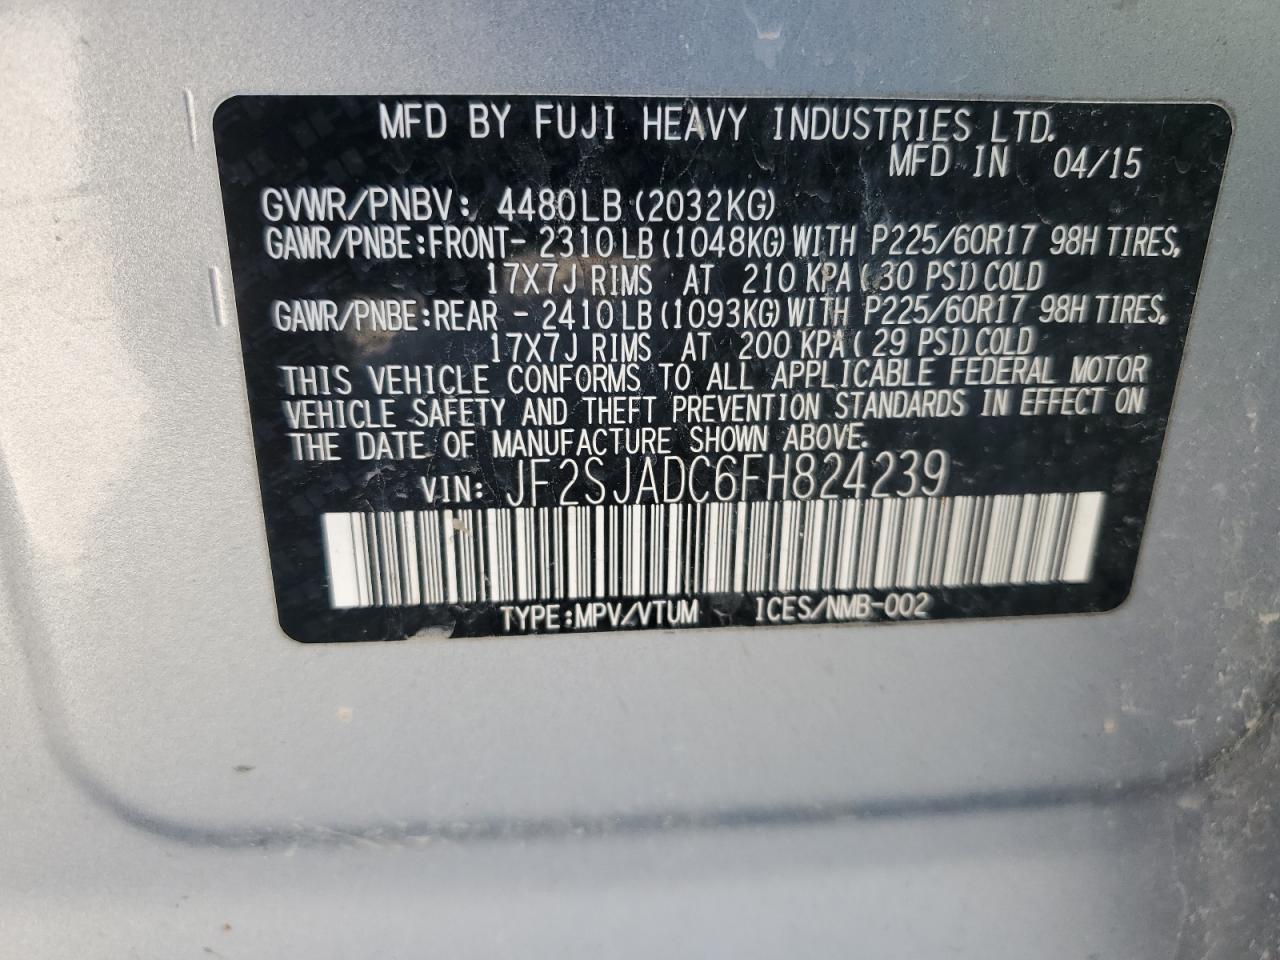 MFD BY FUJI HEAVY INDUSTRIES LTD.
MFD IN 04/15
GVWR/PNBV: 4480LB (2032KG)
GAWR/PNBE:FRONT- 2310LB (1048KG) WITH P225/60R17 98H TIRES,
17X7J RIMS AT 210 KPA ( 30 PSI) COLD
GAWR/PNBE:REAR - 2410LB (1093KG) WITH P225/60R17 98H TIRES,
17X7J RIMS AT 200 KPA ( 29 PSI) COLD
THIS VEHICLE CONFORMS TO ALL APPLICABLE FEDERAL MOTOR
VEHICLE SAFETY AND THEFT PREVENTION STANDARDS IN EFFECT ON
THE DATE OF MANUFACTURE SHOWN ABOVE.
VIN: JF2SJADC6FH824239
TYPE:MPV/VTUM ICES/NMB-002